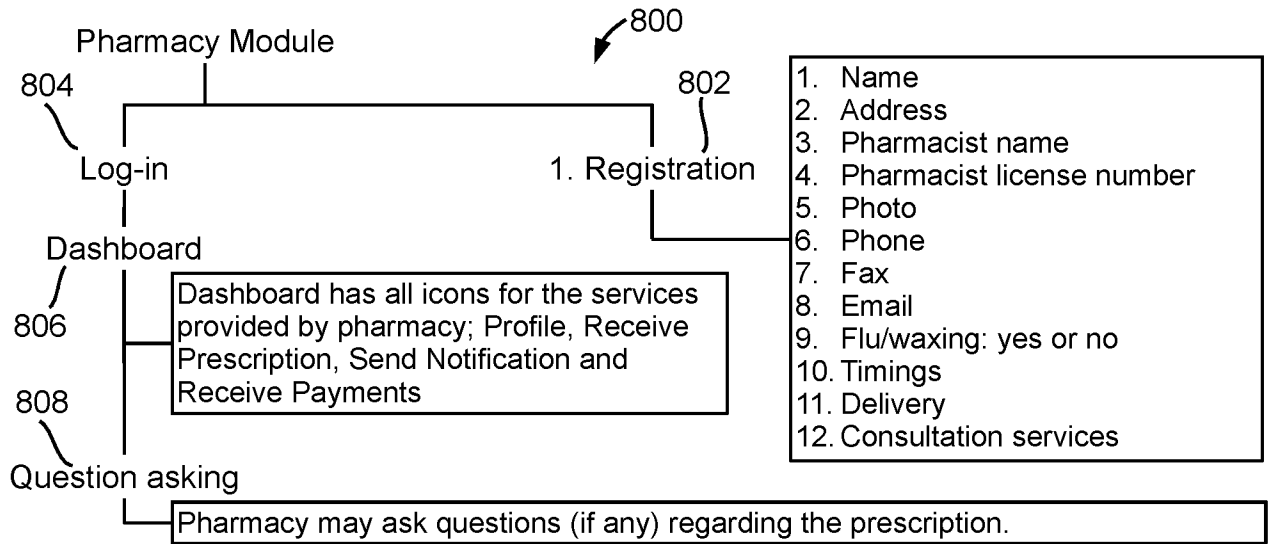 Pharmacy Module
800
804
802
Log-in
1. Registration
1. Name
2. Address
3. Pharmacist name
4. Pharmacist license number
5. Photo
6. Phone
7. Fax
8. Email
9. Flu/waxing: yes or no
10. Timings
11. Delivery
12. Consultation services
Dashboard
806
Dashboard has all icons for the services
provided by pharmacy; Profile, Receive
Prescription, Send Notification and
Receive Payments
808
Question asking
Pharmacy may ask questions (if any) regarding the prescription.